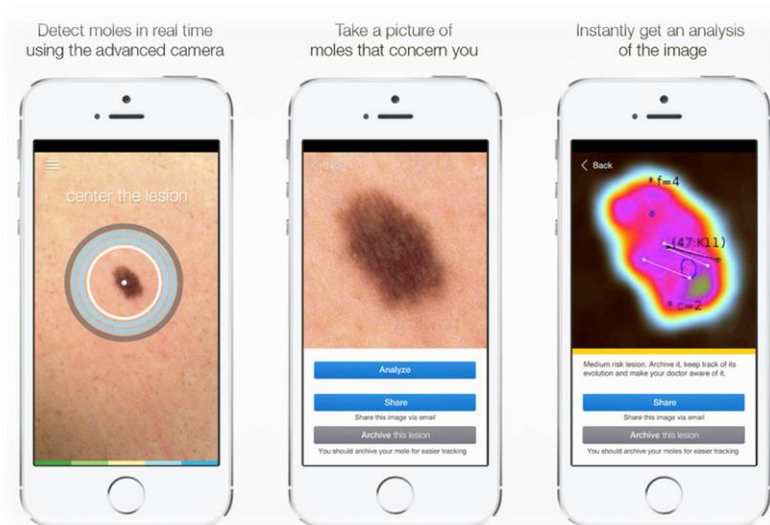 Detect moles in real time
using the advanced camera
center the lesion
Take a picture of
moles that concern you
Back
Analyze
Share
Share this image via email
Archive this lesion
You should archive your mole for easier tracking
Instantly get an analysis
of the image
Back
* f=4
(47:K11)
* c=2
Medium risk lesion. Archive it, keep track of its
evolution and make your doctor aware of it.
Share
Share this image via email
Archive this lesion
You should archive your moles for easier tracking